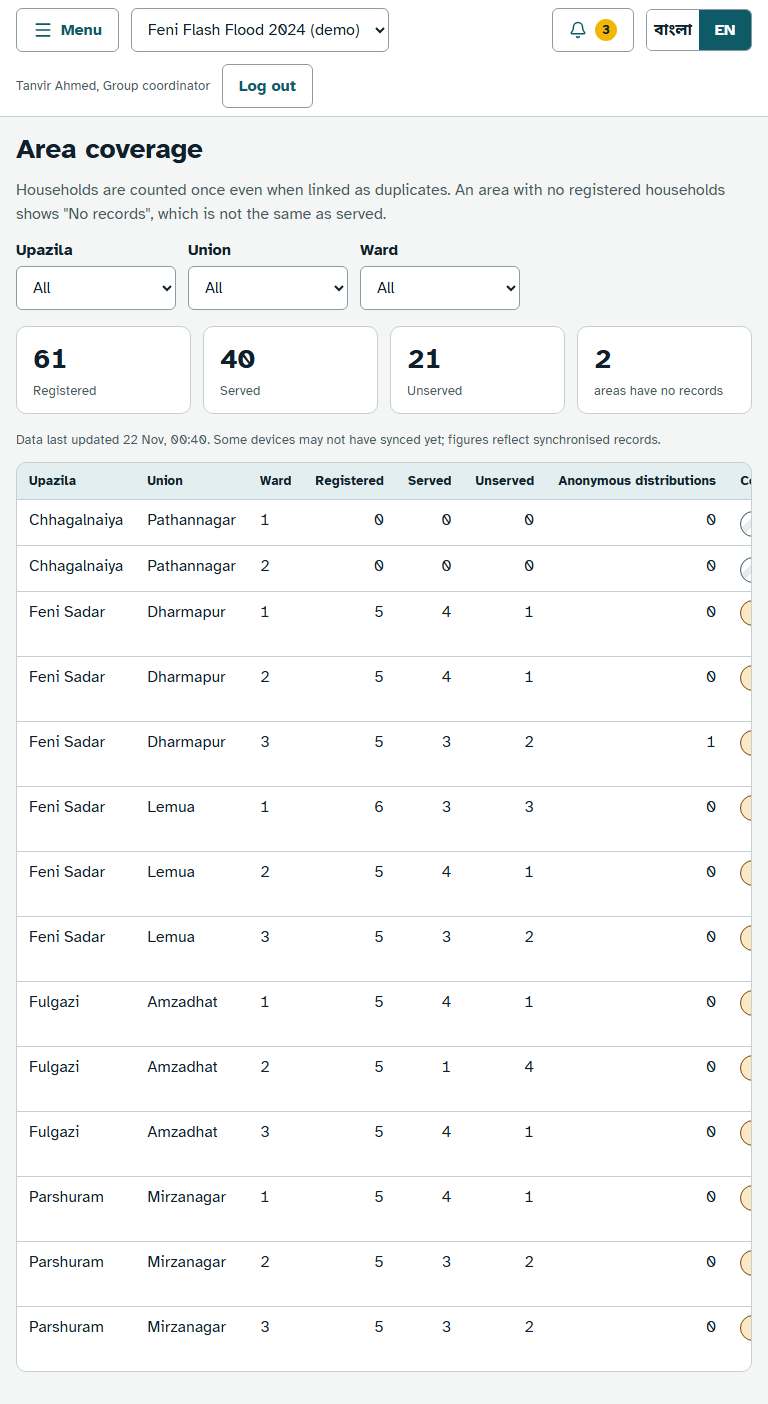 Menu
Feni Flash Flood 2024 (demo)
3
বাংলা
EN
Tanvir Ahmed, Group coordinator
Log out
Area coverage
Households are counted once even when linked as duplicates. An area with no registered households
shows "No records", which is not the same as served.
Upazila Union Ward
All All All
61 40 21 2
Registered Served Unserved areas have no records
Data last updated 22 Nov, 00:40. Some devices may not have synced yet; figures reflect synchronised records.
Upazila Union Ward Registered Served Unserved Anonymous distributions
Chhagalnaiya Pathannagar 1 0 0 0 0
Chhagalnaiya Pathannagar 2 0 0 0 0
Feni Sadar Dharmapur 1 5 4 1 0
Feni Sadar Dharmapur 2 5 4 1 0
Feni Sadar Dharmapur 3 5 3 2 1
Feni Sadar Lemua 1 6 3 3 0
Feni Sadar Lemua 2 5 4 1 0
Feni Sadar Lemua 3 5 3 2 0
Fulgazi Amzadhat 1 5 4 1 0
Fulgazi Amzadhat 2 5 1 4 0
Fulgazi Amzadhat 3 5 4 1 0
Parshuram Mirzanagar 1 5 4 1 0
Parshuram Mirzanagar 2 5 3 2 0
Parshuram Mirzanagar 3 5 3 2 0